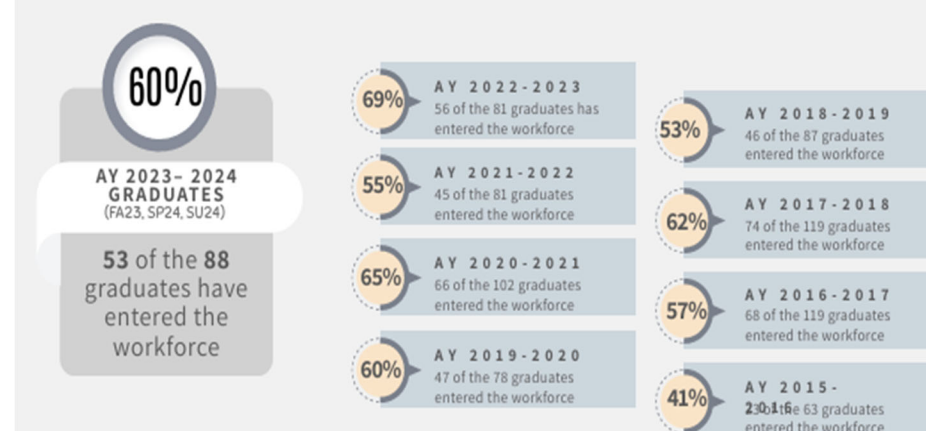 60%
AY 2023– 2024
GRADUATES
(FA23, SP24, SU24)
53 of the 88
graduates have
entered the
workforce
69%
AY 2022-2023
56 of the 81 graduates has
entered the workforce
55%
AY 2021-2022
45 of the 81 graduates
entered the workforce
65%
AY 2020-2021
66 of the 102 graduates
entered the workforce
60%
AY 2019-2020
47 of the 78 graduates
entered the workforce
53%
AY 2018-2019
46 of the 87 graduates
entered the workforce
62%
AY 2017-2018
74 of the 119 graduates
entered the workforce
57%
AY 2016-2017
68 of the 119 graduates
entered the workforce
41%
AY 2015-
2016
the 63 graduates
entered the workforce